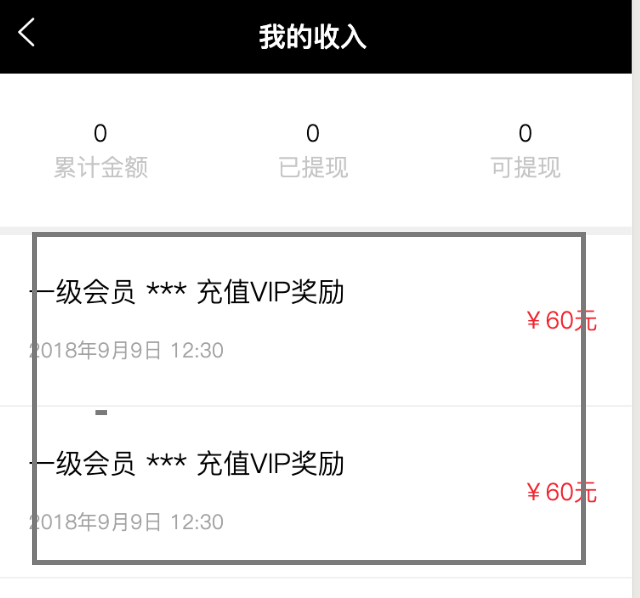 我的收入
0 0 0
累计金额 已提现 可提现
一级会员 *** 充值VIP奖励
¥60元
2018年9月9日 12:30
一级会员 *** 充值VIP奖励
¥60元
2018年9月9日 12:30